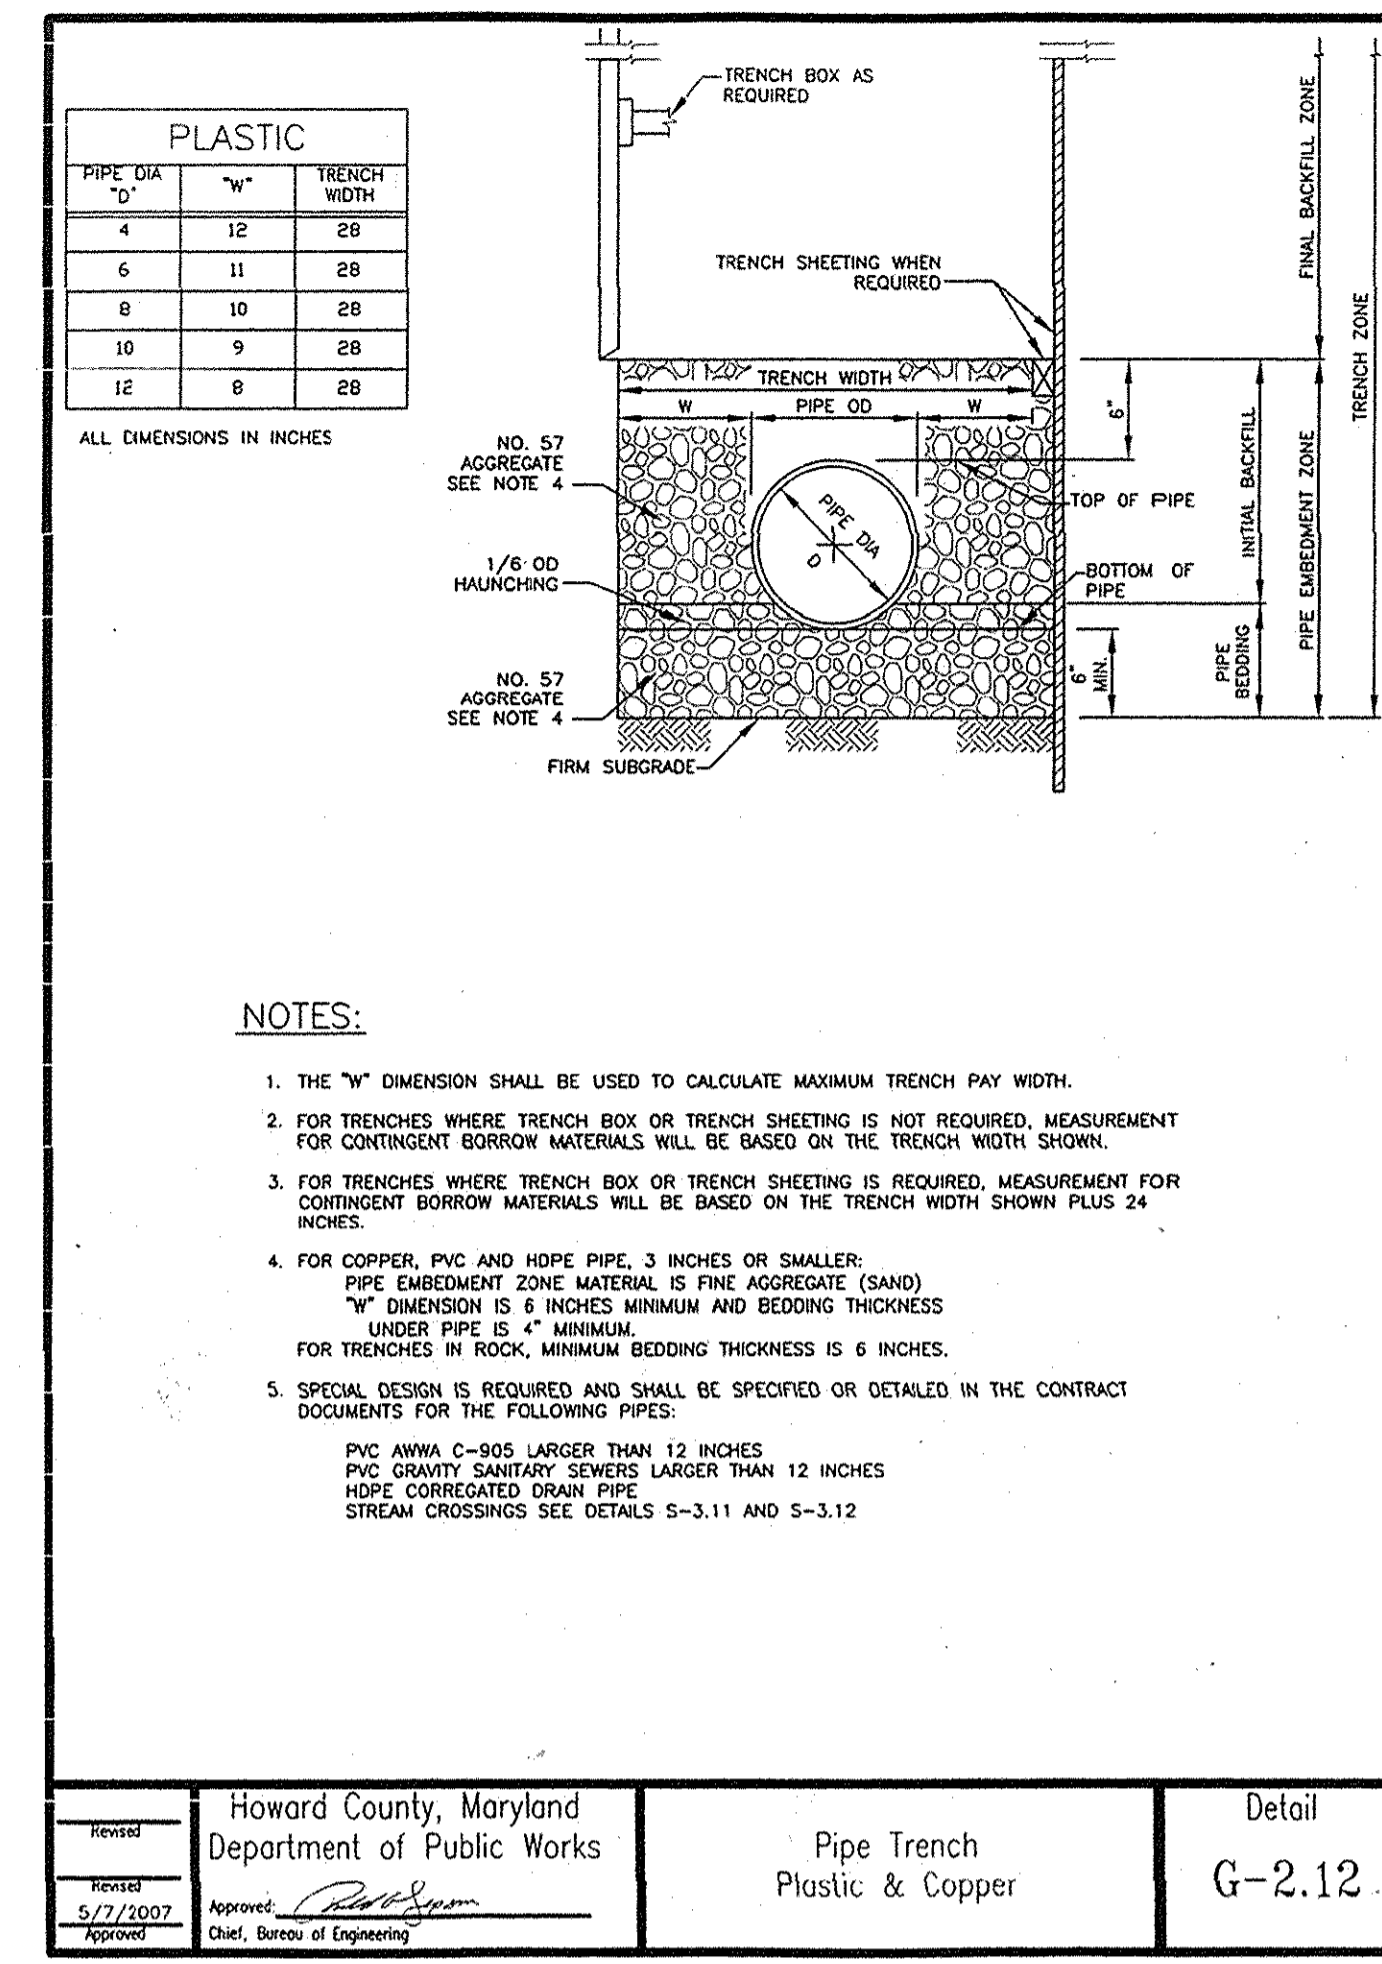 PLASTIC
PIPE DIA "D" "W" TRENCH WIDTH
4 12 28
6 11 28
8 10 28
10 9 28
12 8 28
ALL DIMENSIONS IN INCHES
TRENCH BOX AS
REQUIRED
TRENCH SHEETING WHEN
REQUIRED
TRENCH WIDTH
W PIPE OD W
NO. 57
AGGREGATE
SEE NOTE 4
PIPE DIA
D
1/6 OD
HAUNCHING
NO. 57
AGGREGATE
SEE NOTE 4
FIRM SUBGRADE
6"
TOP OF PIPE
BOTTOM OF
PIPE
6"
MIN.
PIPE
BEDDING
INITIAL BACKFILL
PIPE EMBEDMENT ZONE
FINAL BACKFILL ZONE
TRENCH ZONE
NOTES:
1. THE "W" DIMENSION SHALL BE USED TO CALCULATE MAXIMUM TRENCH PAY WIDTH.
2. FOR TRENCHES WHERE TRENCH BOX OR TRENCH SHEETING IS NOT REQUIRED, MEASUREMENT
FOR CONTINGENT BORROW MATERIALS WILL BE BASED ON THE TRENCH WIDTH SHOWN.
3. FOR TRENCHES WHERE TRENCH BOX OR TRENCH SHEETING IS REQUIRED, MEASUREMENT FOR
CONTINGENT BORROW MATERIALS WILL BE BASED ON THE TRENCH WIDTH SHOWN PLUS 24
INCHES.
4. FOR COPPER, PVC AND HDPE PIPE, 3 INCHES OR SMALLER:
PIPE EMBEDMENT ZONE MATERIAL IS FINE AGGREGATE (SAND)
"W" DIMENSION IS 6 INCHES MINIMUM AND BEDDING THICKNESS
UNDER PIPE IS 4" MINIMUM.
FOR TRENCHES IN ROCK, MINIMUM BEDDING THICKNESS IS 6 INCHES.
5. SPECIAL DESIGN IS REQUIRED AND SHALL BE SPECIFIED OR DETAILED IN THE CONTRACT
DOCUMENTS FOR THE FOLLOWING PIPES:
PVC AWWA C-905 LARGER THAN 12 INCHES
PVC GRAVITY SANITARY SEWERS LARGER THAN 12 INCHES
HDPE CORREGATED DRAIN PIPE
STREAM CROSSINGS SEE DETAILS S-3.11 AND S-3.12
Revised
Revised
5/7/2007
Approved
Howard County, Maryland
Department of Public Works
Approved:
Chief, Bureau of Engineering
Pipe Trench
Plastic & Copper
Detail
G-2.12